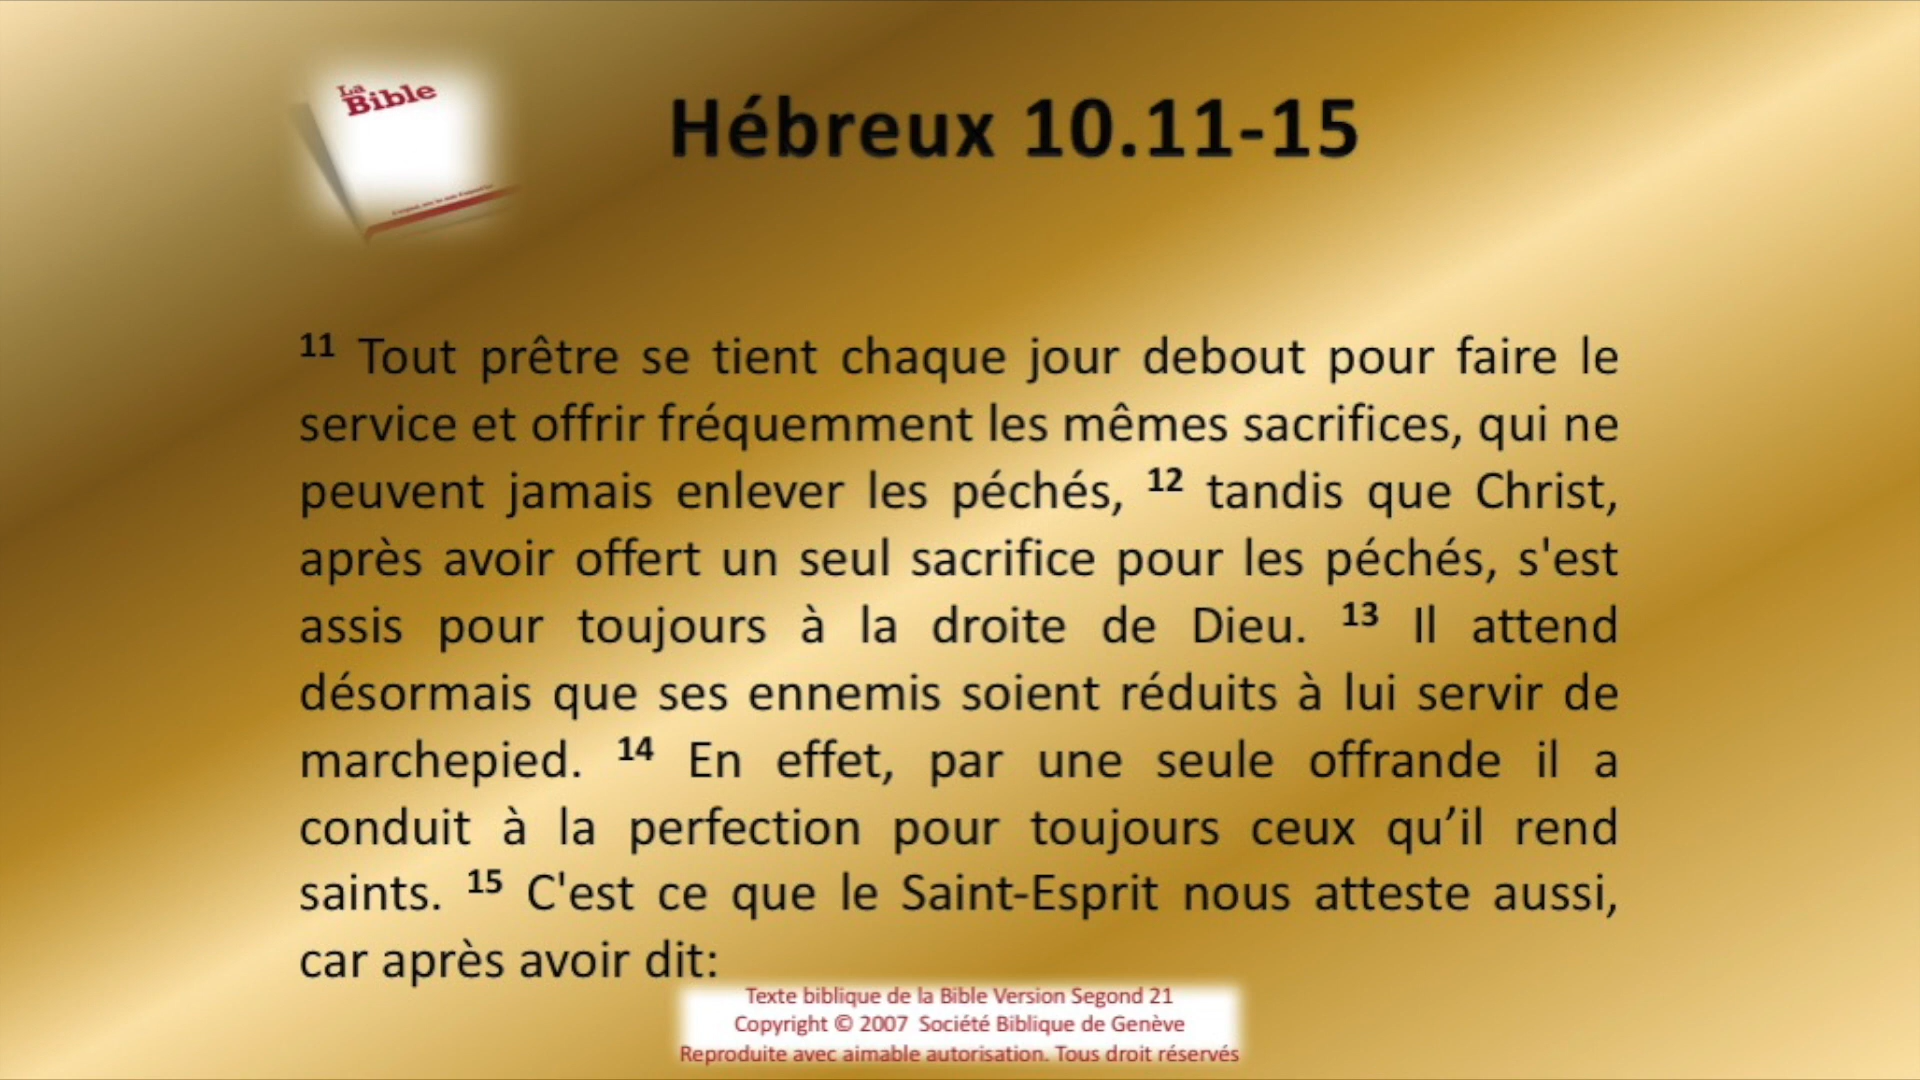 La
Bible
Hébreux 10.11-15
11 Tout prêtre se tient chaque jour debout pour faire le
service et offrir fréquemment les mêmes sacrifices, qui ne
peuvent jamais enlever les péchés, 12 tandis que Christ,
après avoir offert un seul sacrifice pour les péchés, s'est
assis pour toujours à la droite de Dieu. 13 Il attend
désormais que ses ennemis soient réduits à lui servir de
marchepied. 14 En effet, par une seule offrande il a
conduit à la perfection pour toujours ceux qu’il rend
saints. 15 C'est ce que le Saint-Esprit nous atteste aussi,
car après avoir dit:
Texte biblique de la Bible Version Segond 21
Copyright © 2007 Société Biblique de Genève
Reproduite avec aimable autorisation. Tous droit réservés